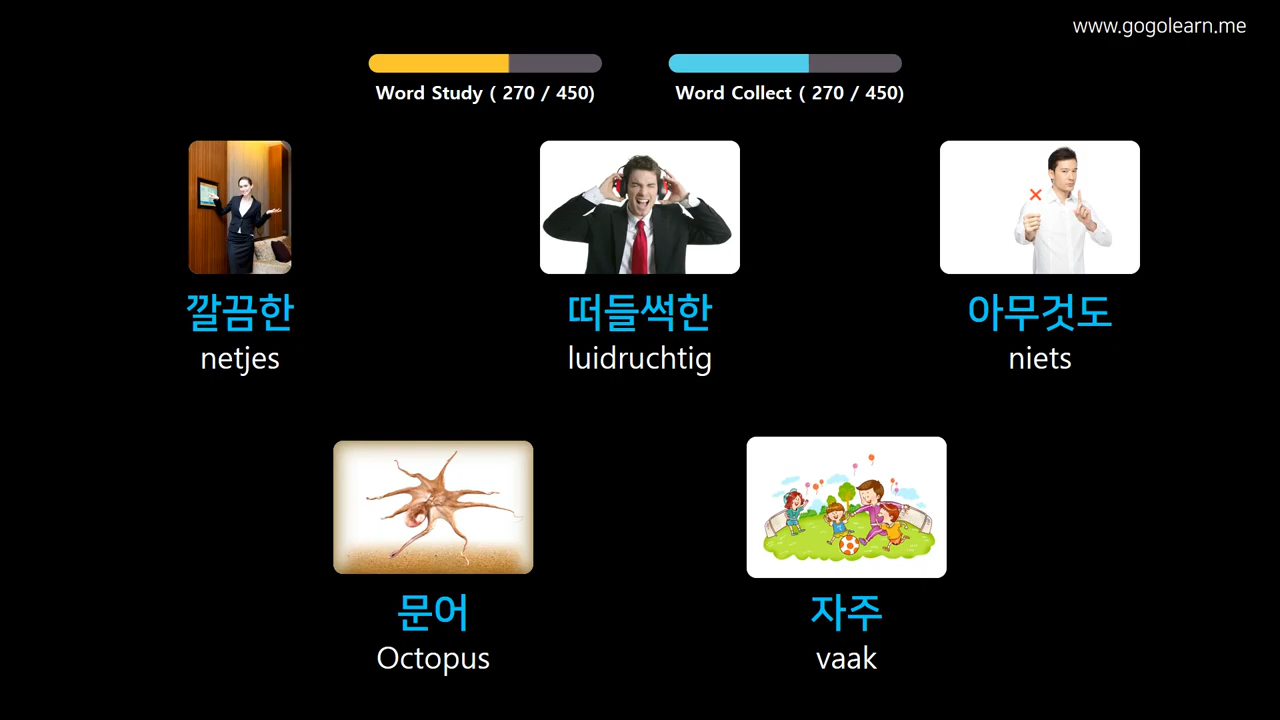 www.gogolearn.me
Word Study ( 270 / 450)
Word Collect ( 270 / 450)
깔끔한
netjes
떠들썩한
luidruchtig
아무것도
niets
문어
Octopus
자주
vaak